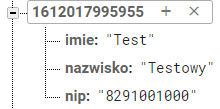 1612017995955 + ×
imie: "Test"
nazwisko: "Testowy"
nip: "8291001000"